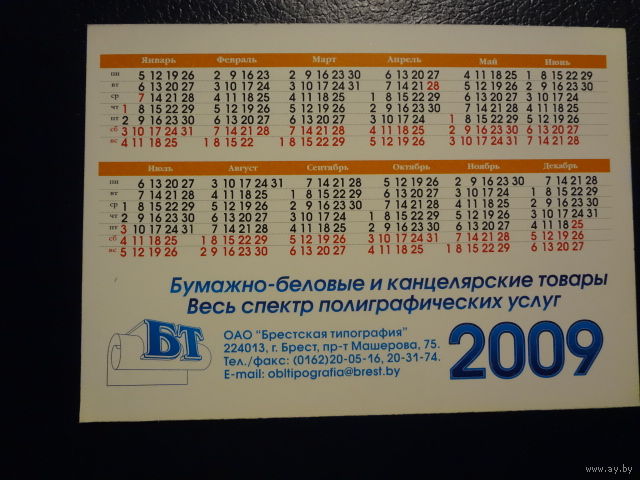 Январь Февраль Март Апрель Май Июнь
пн 5 12 19 26 2 9 16 23 2 9 16 23 30 6 13 20 27 4 11 18 25 1 8 15 22 29
вт 6 13 20 27 3 10 17 24 3 10 17 24 31 7 14 21 28 5 12 19 26 2 9 16 23 30
ср 7 14 21 28 4 11 18 25 4 11 18 25 1 8 15 22 29 6 13 20 27 3 10 17 24
чт 1 8 15 22 29 5 12 19 26 5 12 19 26 2 9 16 23 30 7 14 21 28 4 11 18 25
пт 2 9 16 23 30 6 13 20 27 6 13 20 27 3 10 17 24 1 8 15 22 29 5 12 19 26
сб 3 10 17 24 31 7 14 21 28 7 14 21 28 4 11 18 25 2 9 16 23 30 6 13 20 27
вс 4 11 18 25 1 8 15 22 1 8 15 22 29 5 12 19 26 3 10 17 24 31 7 14 21 28
Июль Август Сентябрь Октябрь Ноябрь Декабрь
пн 6 13 20 27 3 10 17 24 31 7 14 21 28 5 12 19 26 2 9 16 23 30 7 14 21 28
вт 7 14 21 28 4 11 18 25 1 8 15 22 29 6 13 20 27 3 10 17 24 1 8 15 22 29
ср 1 8 15 22 29 5 12 19 26 2 9 16 23 30 7 14 21 28 4 11 18 25 2 9 16 23 30
чт 2 9 16 23 30 6 13 20 27 3 10 17 24 1 8 15 22 29 5 12 19 26 3 10 17 24 31
пт 3 10 17 24 31 7 14 21 28 4 11 18 25 2 9 16 23 30 6 13 20 27 4 11 18 25
сб 4 11 18 25 1 8 15 22 29 5 12 19 26 3 10 17 24 31 7 14 21 28 5 12 19 26
вс 5 12 19 26 2 9 16 23 30 6 13 20 27 4 11 18 25 1 8 15 22 29 6 13 20 27
Бумажно-беловые и канцелярские товары
Весь спектр полиграфических услуг
БТ
ОАО "Брестская типография"
224013, г. Брест, пр-т Машерова, 75.
Тел./факс: (0162)20-05-16, 20-31-74.
E-mail: obltipografia@brest.by
2009
www.ay.by